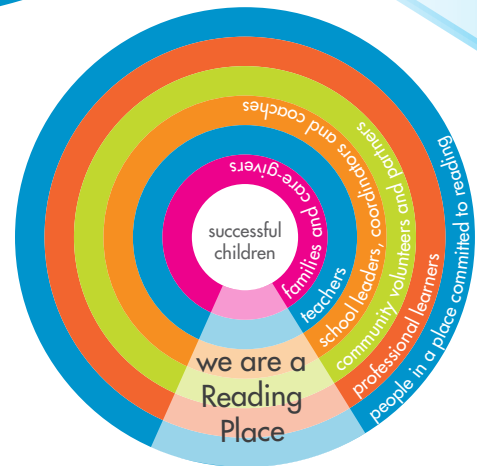 successful
children
families and care-givers
teachers
school leaders, coordinators and coaches
community volunteers and partners
professional learners
people in a place committed to reading
we are a
Reading
Place